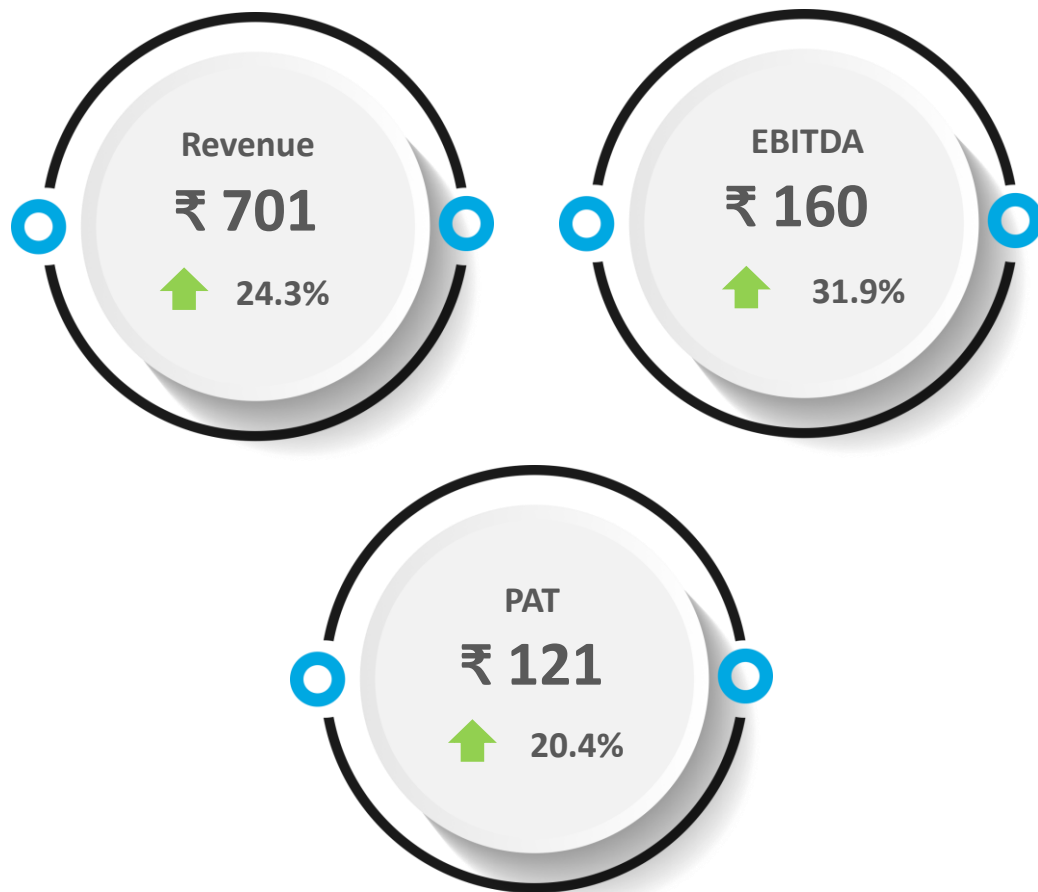 Revenue
₹ 701
24.3%
EBITDA
₹ 160
31.9%
PAT
₹ 121
20.4%